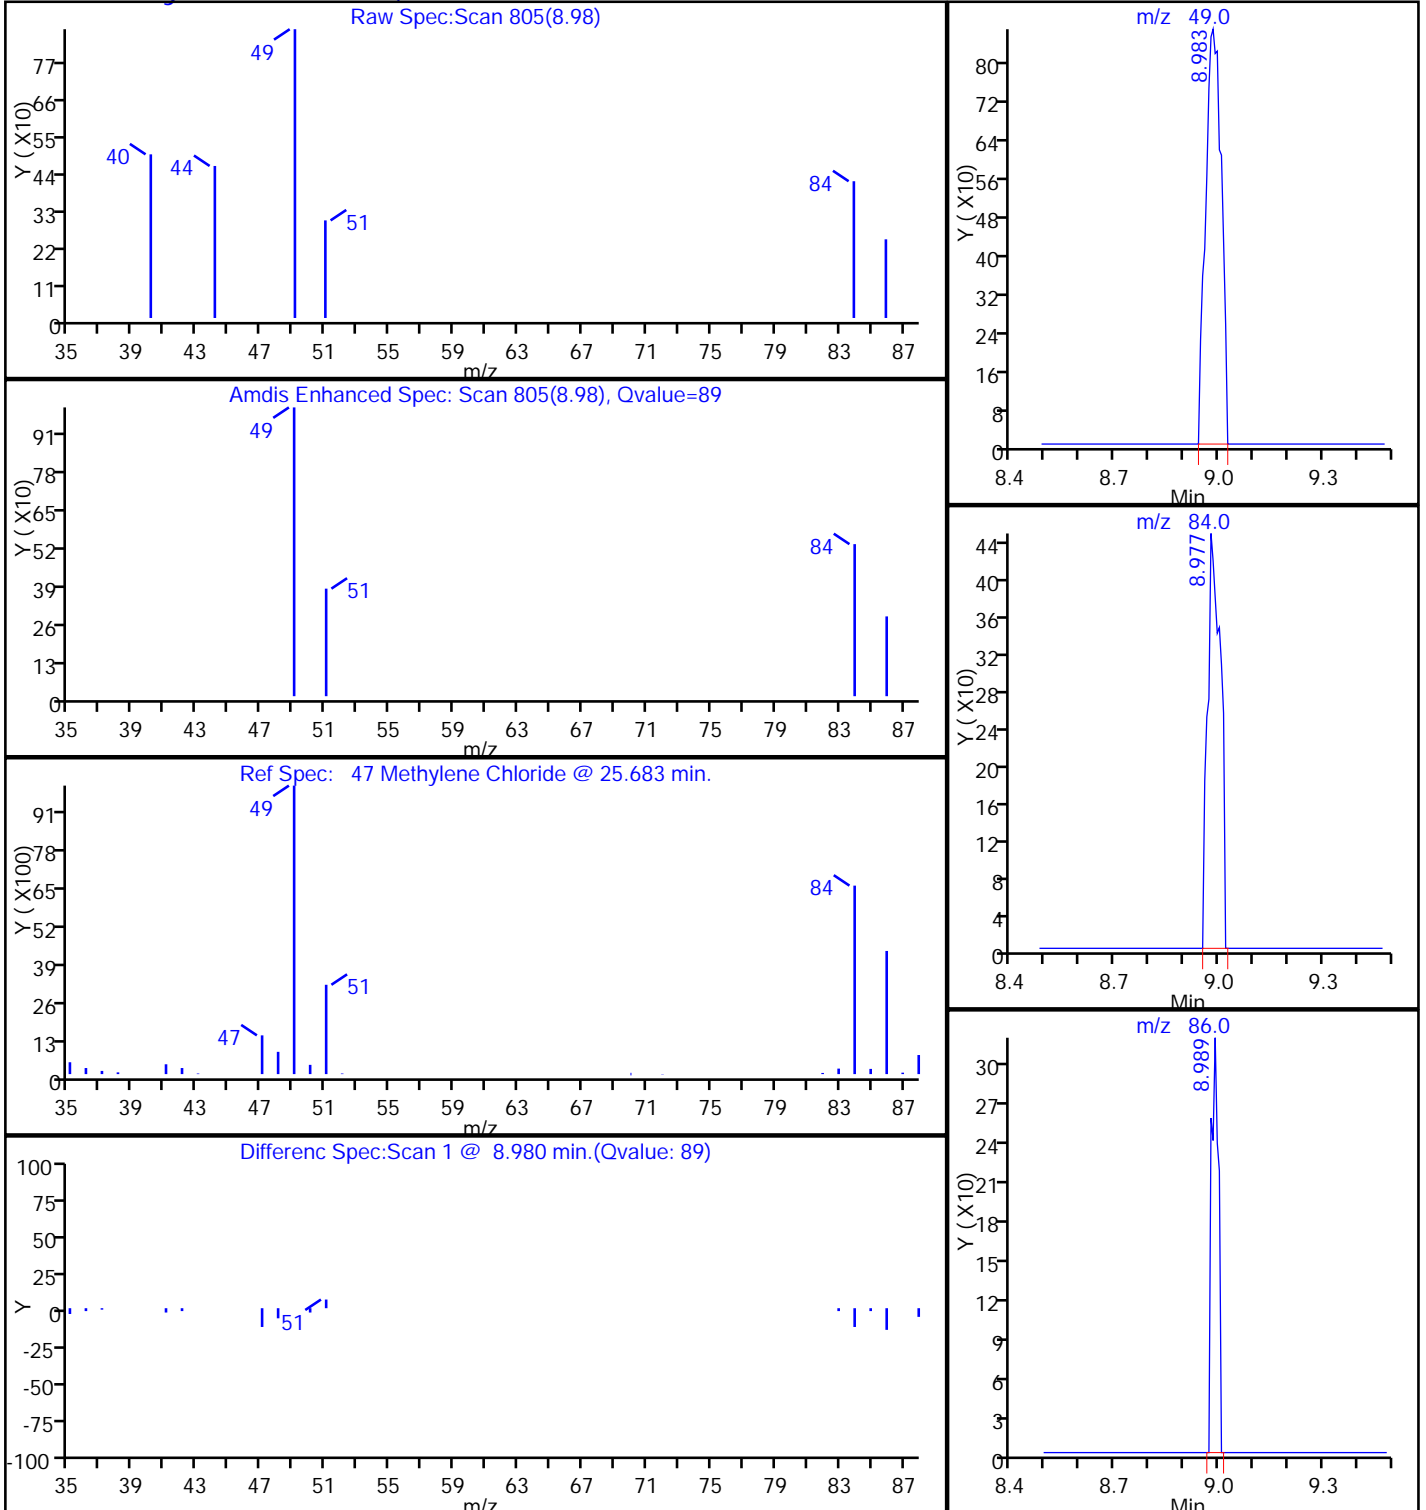 Raw Spec:Scan 805(8.98)
Y ( X10)
77
66
55
44
33
22
11
0
49
40
44
51
84
35 39 43 47 51 55 59 63 67 71 75 79 83 87
m/z
Amdis Enhanced Spec: Scan 805(8.98), Qvalue=89
Y ( X10)
91
78
65
52
39
26
13
0
49
51
84
35 39 43 47 51 55 59 63 67 71 75 79 83 87
m/z
Ref Spec: 47 Methylene Chloride @ 25.683 min.
Y ( X100)
91
78
65
52
39
26
13
0
49
47
51
84
35 39 43 47 51 55 59 63 67 71 75 79 83 87
m/z
Differenc Spec:Scan 1 @ 8.980 min.(Qvalue: 89)
Y
100
75
50
25
0
-25
-50
-75
-100
51
35 39 43 47 51 55 59 63 67 71 75 79 83 87
m/z
m/z 49.0
8.983
Y ( X10)
80
72
64
56
48
40
32
24
16
8
0
8.4 8.7 9.0 9.3
Min
m/z 84.0
8.977
Y ( X10)
44
40
36
32
28
24
20
16
12
8
4
0
8.4 8.7 9.0 9.3
Min
m/z 86.0
8.989
Y ( X10)
30
27
24
21
18
15
12
9
6
3
0
8.4 8.7 9.0 9.3
Min